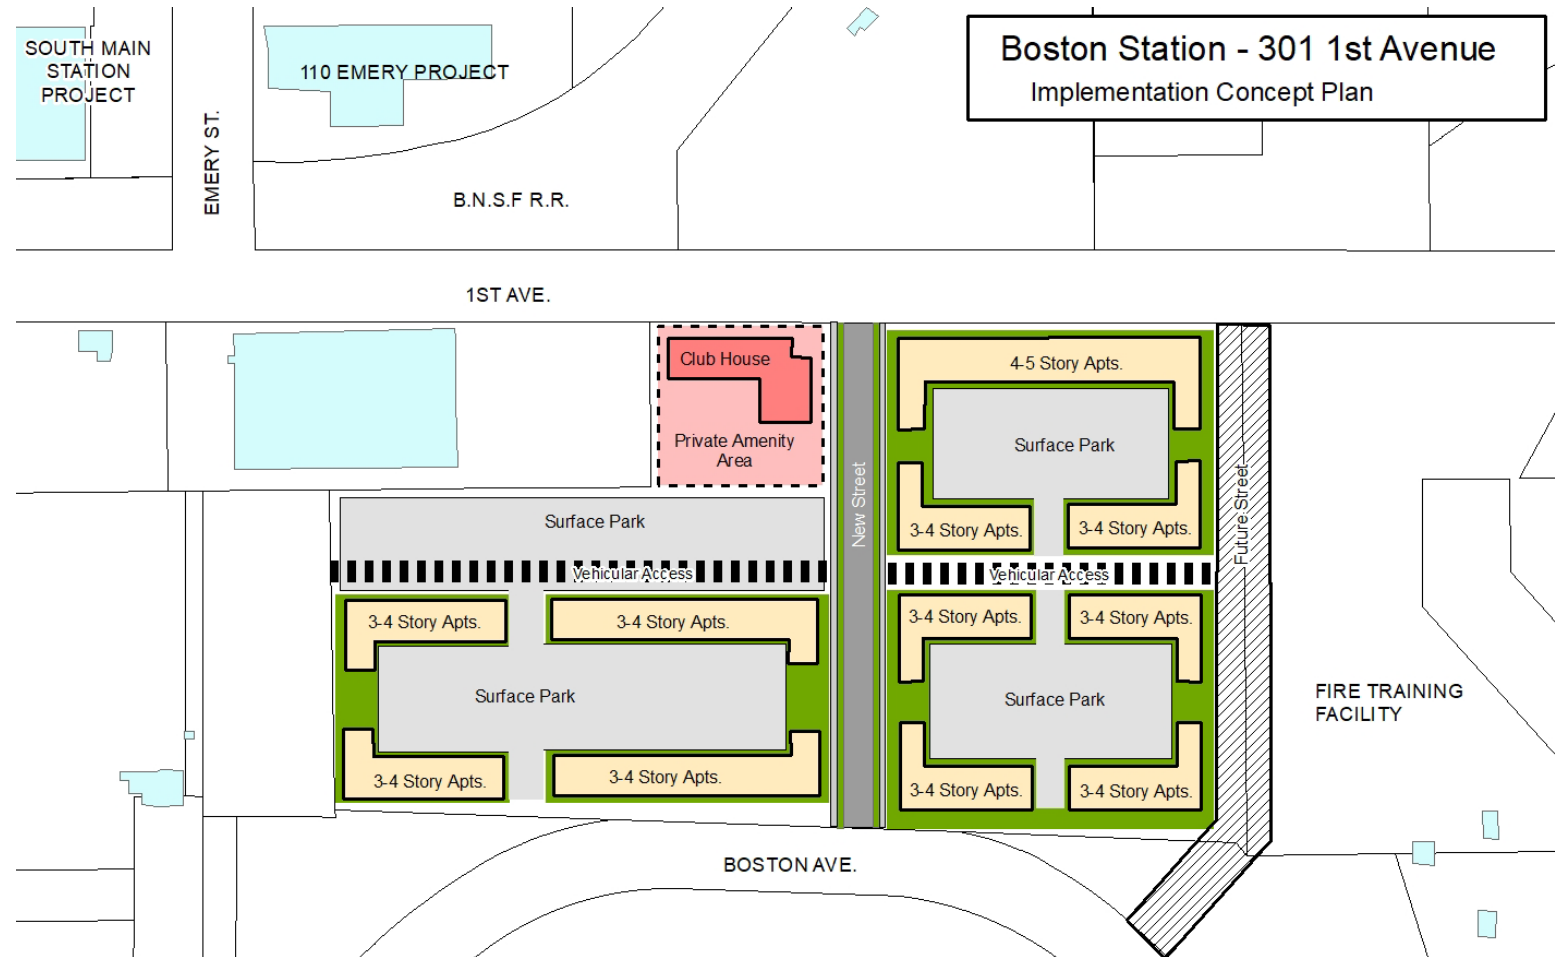 Boston Station - 301 1st Avenue
Implementation Concept Plan
SOUTH MAIN
STATION
PROJECT
110 EMERY PROJECT
EMERY ST.
B.N.S.F R.R.
1ST AVE.
Club House
Private Amenity
Area
4-5 Story Apts.
Surface Park
New Street
Future Street
Surface Park
3-4 Story Apts.
3-4 Story Apts.
Vehicular Access
Vehicular Access
3-4 Story Apts.
3-4 Story Apts.
3-4 Story Apts.
3-4 Story Apts.
Surface Park
Surface Park
FIRE TRAINING
FACILITY
3-4 Story Apts.
3-4 Story Apts.
3-4 Story Apts.
3-4 Story Apts.
BOSTON AVE.